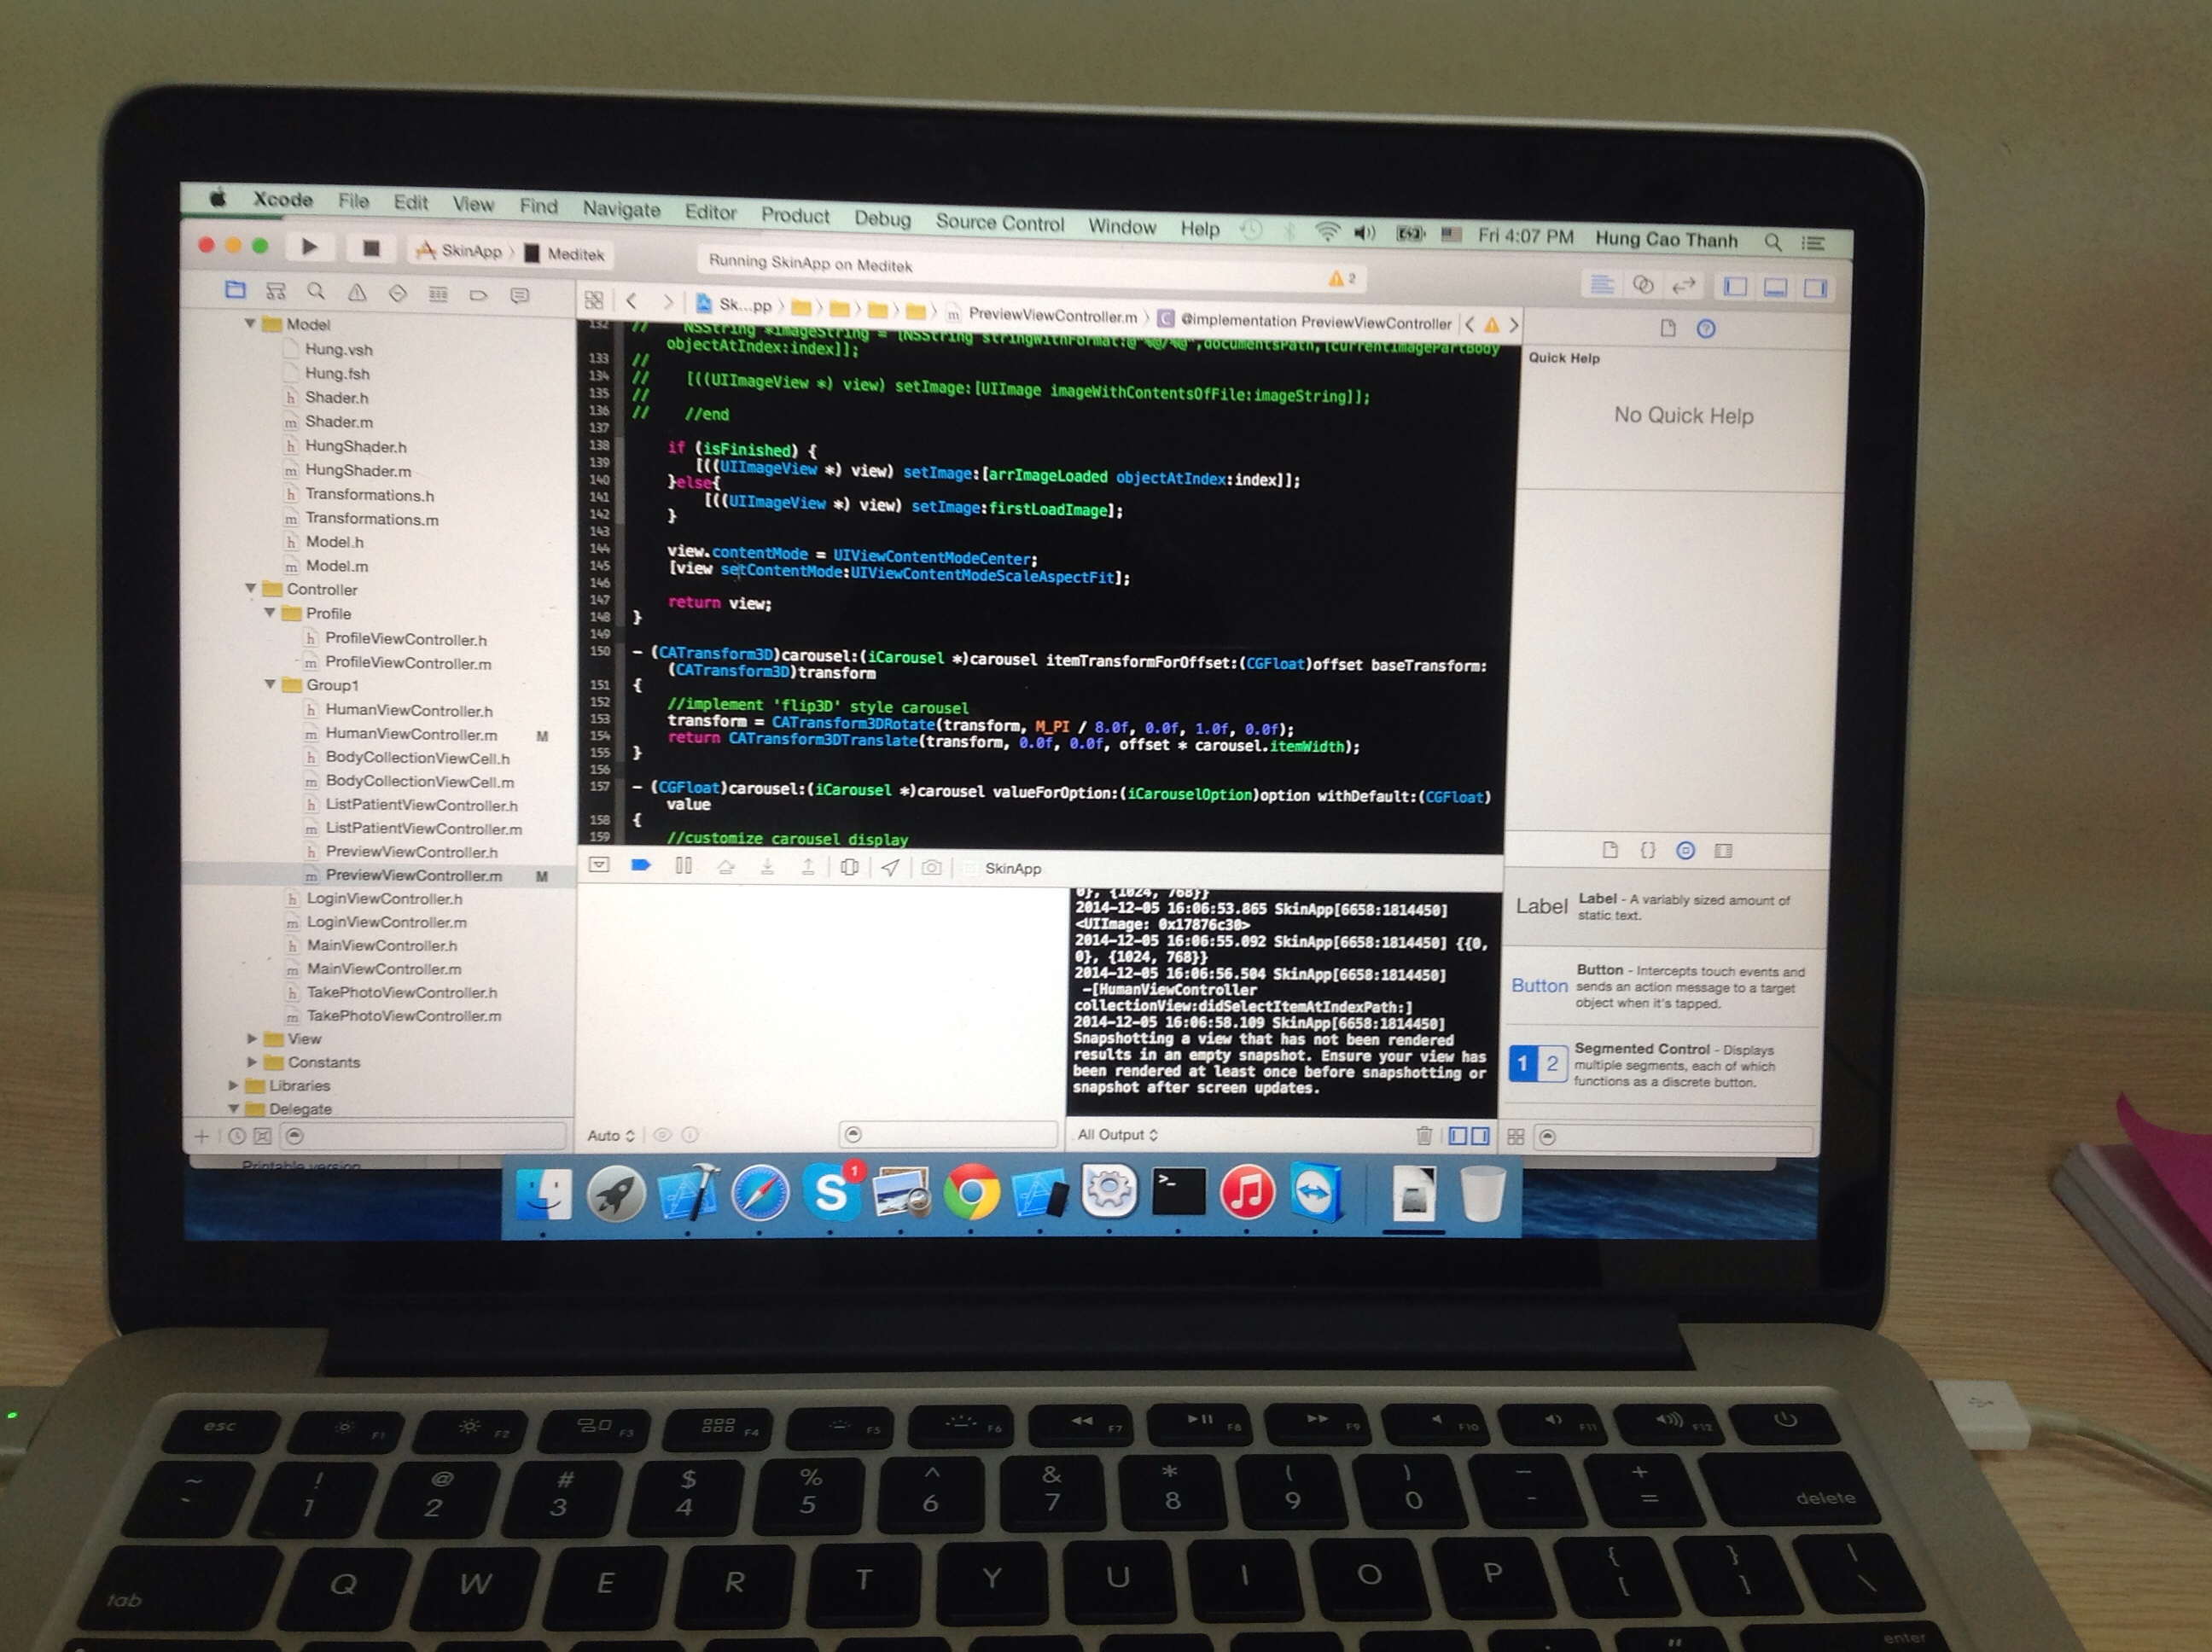 Xcode File Edit View Find Navigate Editor Product Debug Source Control Window Help Fri 4:07 PM Hung Cao Thanh
SkinApp Meditek
Running SkinApp on Meditek
2
Sk...pp PreviewViewController.m @implementation PreviewViewController
Model
Hung.vsh
Hung.fsh
Shader.h
Shader.m
HungShader.h
HungShader.m
Transformations.h
Transformations.m
Model.h
Model.m
Controller
Profile
ProfileViewController.h
ProfileViewController.m
Group1
HumanViewController.h
HumanViewController.m M
BodyCollectionViewCell.h
BodyCollectionViewCell.m
ListPatientViewController.h
ListPatientViewController.m
PreviewViewController.h
PreviewViewController.m M
LoginViewController.h
LoginViewController.m
MainViewController.h
MainViewController.m
TakePhotoViewController.h
TakePhotoViewController.m
View
Constants
Libraries
Delegate
132 // NSString *imageString = [NSString stringWithFormat:@"%@/%@",documentsPath,[currentImagePartBody
objectAtIndex:index]];
133 //
134 // [((UIImageView *) view) setImage:[UIImage imageWithContentsOfFile:imageString]];
135 //
136 // //end
137
138 if (isFinished) {
139 [((UIImageView *) view) setImage:[arrImageLoaded objectAtIndex:index]];
140 }else{
141 [((UIImageView *) view) setImage:firstLoadImage];
142 }
143
144 view.contentMode = UIViewContentModeCenter;
145 [view setContentMode:UIViewContentModeScaleAspectFit];
146
147 return view;
148 }
149
150 - (CATransform3D)carousel:(iCarousel *)carousel itemTransformForOffset:(CGFloat)offset baseTransform:
(CATransform3D)transform
151 {
152 //implement 'flip3D' style carousel
153 transform = CATransform3DRotate(transform, M_PI / 8.0f, 0.0f, 1.0f, 0.0f);
154 return CATransform3DTranslate(transform, 0.0f, 0.0f, offset * carousel.itemWidth);
155 }
156
157 - (CGFloat)carousel:(iCarousel *)carousel valueForOption:(iCarouselOption)option withDefault:(CGFloat)
value
158 {
159 //customize carousel display
SkinApp
0}, {1024, 768}}
2014-12-05 16:06:53.865 SkinApp[6658:1814450]
<UIImage: 0x17876c30>
2014-12-05 16:06:55.092 SkinApp[6658:1814450] {{0,
0}, {1024, 768}}
2014-12-05 16:06:56.504 SkinApp[6658:1814450]
-[HumanViewController
collectionView:didSelectItemAtIndexPath:]
2014-12-05 16:06:58.109 SkinApp[6658:1814450]
Snapshotting a view that has not been rendered
results in an empty snapshot. Ensure your view has
been rendered at least once before snapshotting or
snapshot after screen updates.
Auto
All Output
Quick Help
No Quick Help
Label
Label - A variably sized amount of
static text.
Button
Button - Intercepts touch events and
sends an action message to a target
object when it's tapped.
1 2
Segmented Control - Displays
multiple segments, each of which
functions as a discrete button.
Printable version
S 1
esc F1 F2 F3 F4 F5 F6 F7 F8 F9 F10 F11 F12
~ ! @ # $ % ^ & * ( ) _ +
` 1 2 3 4 5 6 7 8 9 0 - = delete
tab Q W E R T Y U I O P { [ } ] | \
" enter